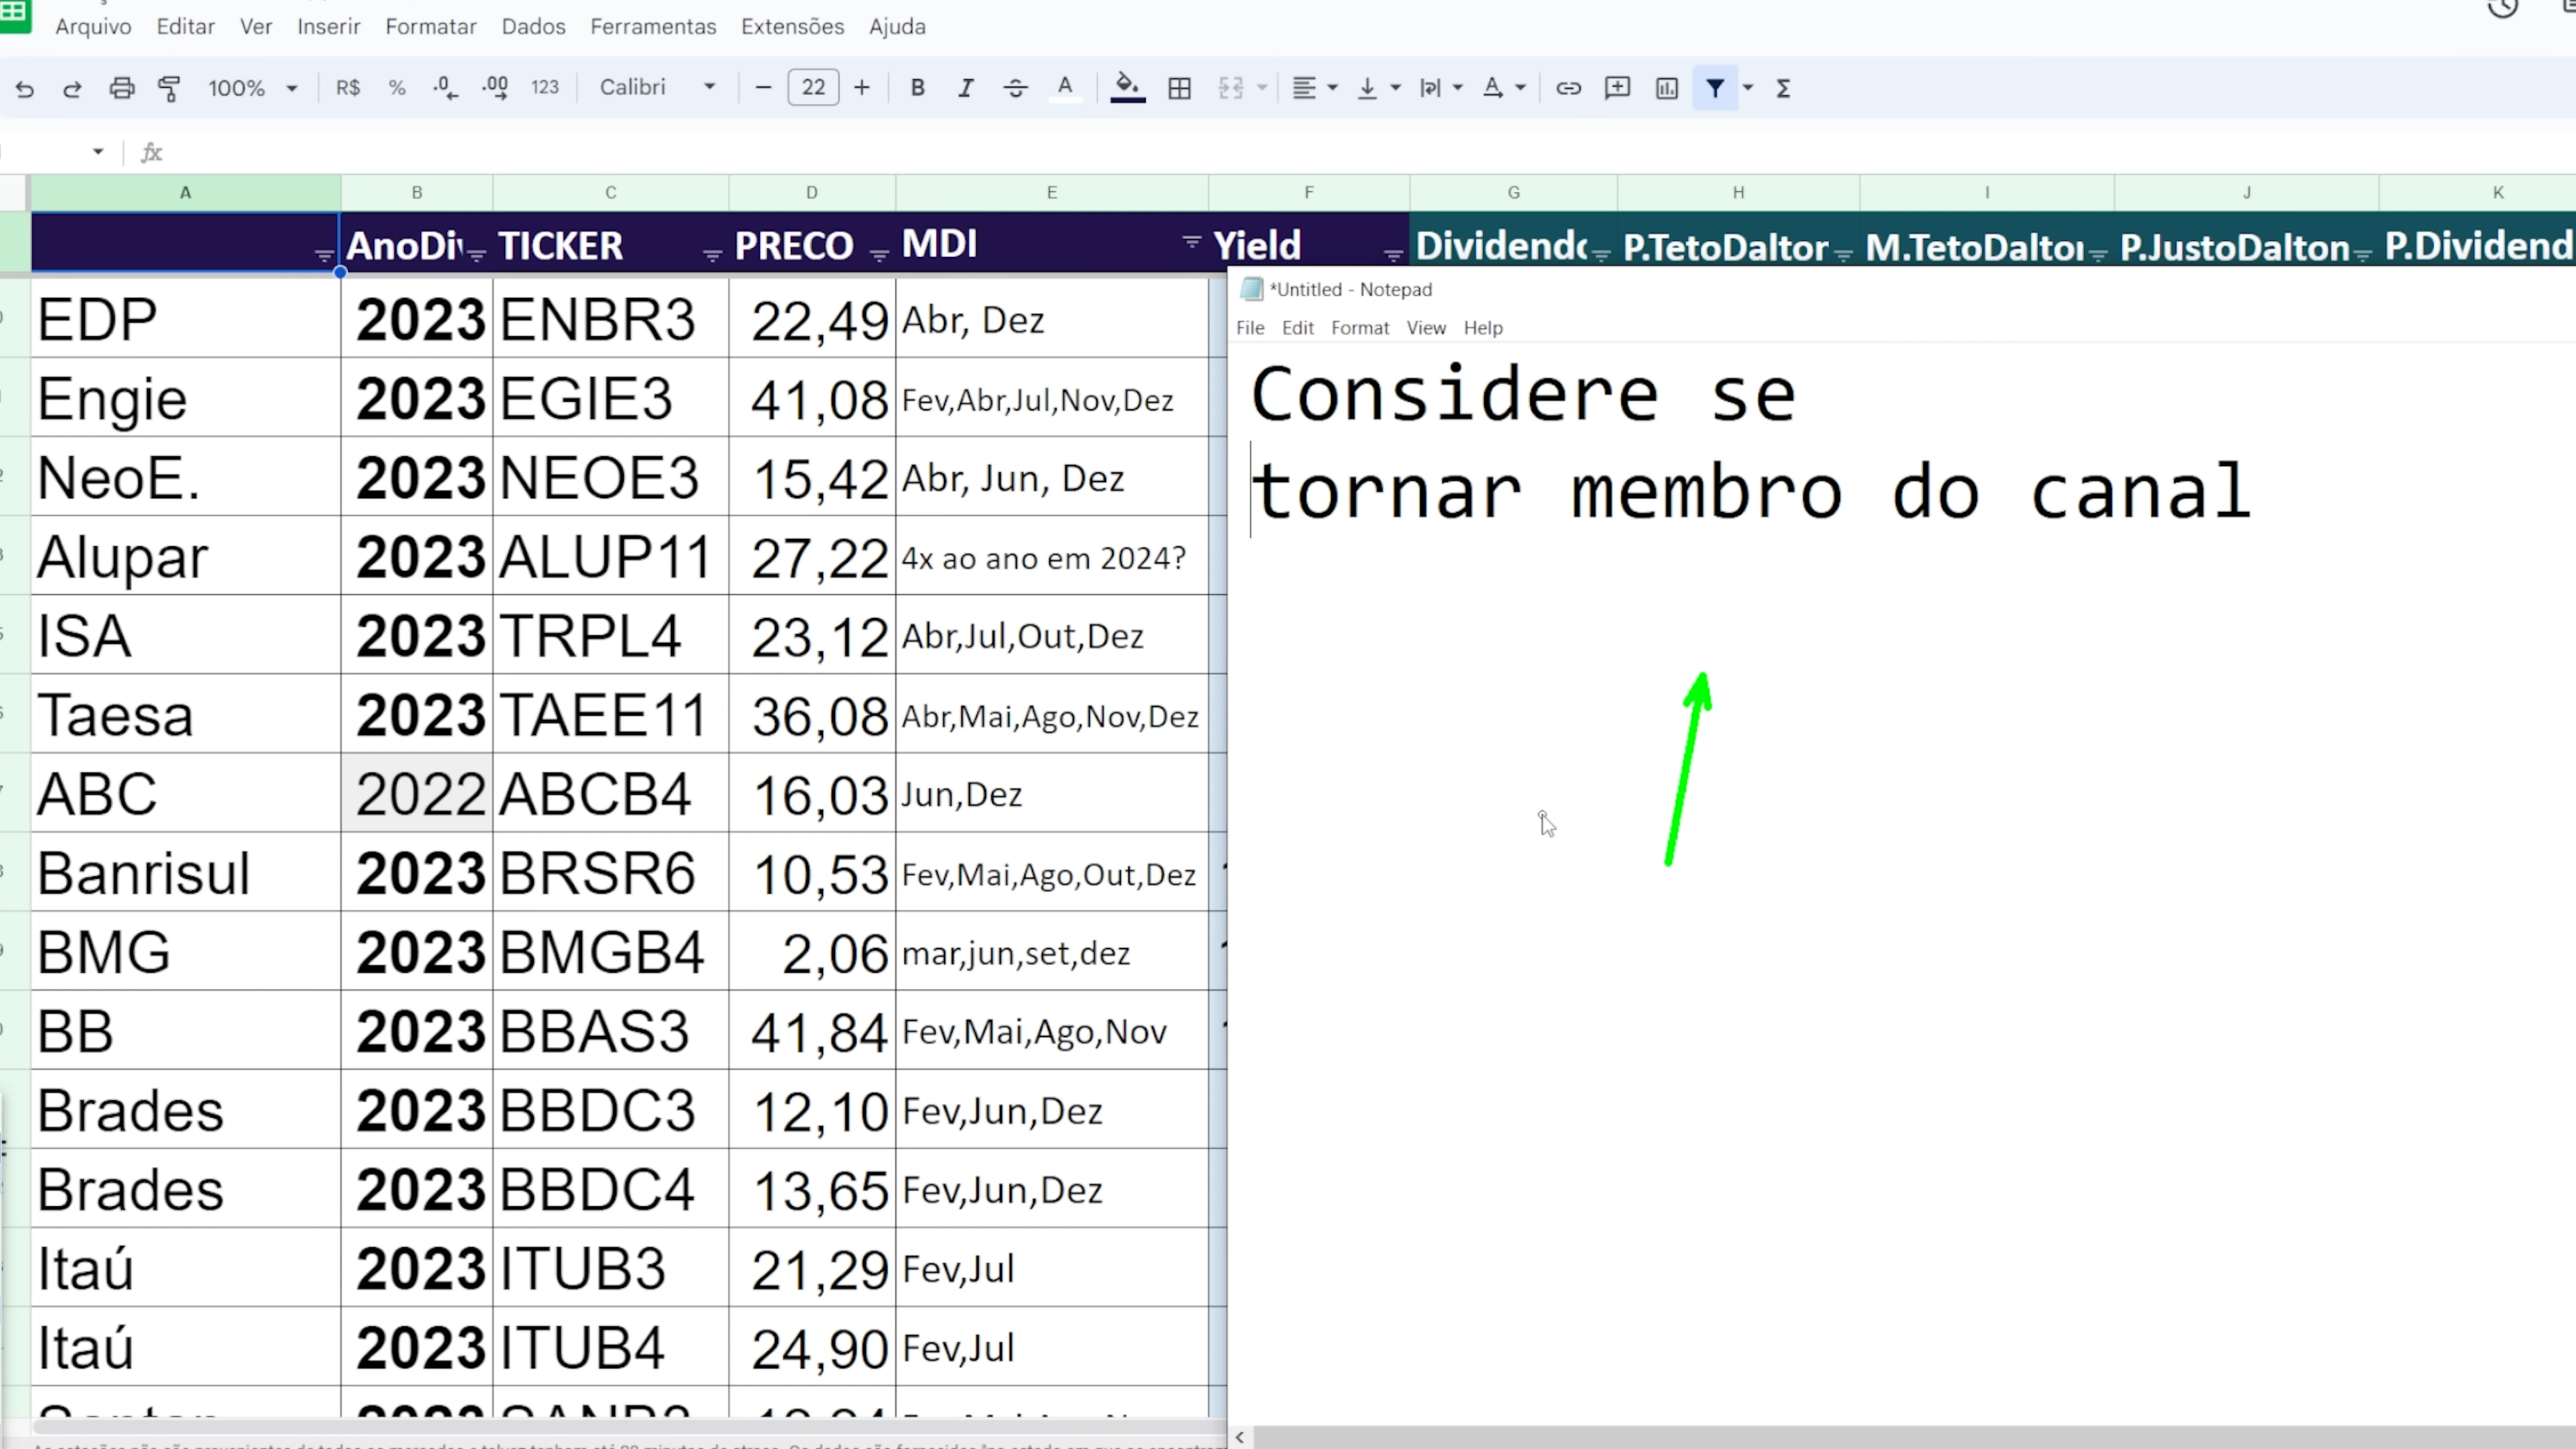 Arquivo Editar Ver Inserir Formatar Dados Ferramentas Extensões Ajuda
100% R$ % .0 .00 123 Calibri 22 B I A
fx
A B C D E F G H I J K
AnoDi TICKER PRECO MDI Yield Dividend P.TetoDalton M.TetoDalto P.JustoDalton P.Dividend
EDP 2023 ENBR3 22,49 Abr, Dez
Engie 2023 EGIE3 41,08 Fev,Abr,Jul,Nov,Dez
NeoE. 2023 NEOE3 15,42 Abr, Jun, Dez
Alupar 2023 ALUP11 27,22 4x ao ano em 2024?
ISA 2023 TRPL4 23,12 Abr,Jul,Out,Dez
Taesa 2023 TAEE11 36,08 Abr,Mai,Ago,Nov,Dez
ABC 2022 ABCB4 16,03 Jun,Dez
Banrisul 2023 BRSR6 10,53 Fev,Mai,Ago,Out,Dez
BMG 2023 BMGB4 2,06 mar,jun,set,dez
BB 2023 BBAS3 41,84 Fev,Mai,Ago,Nov
Brades 2023 BBDC3 12,10 Fev,Jun,Dez
Brades 2023 BBDC4 13,65 Fev,Jun,Dez
Itaú 2023 ITUB3 21,29 Fev,Jul
Itaú 2023 ITUB4 24,90 Fev,Jul
*Untitled - Notepad
File Edit Format View Help
Considere se
tornar membro do canal